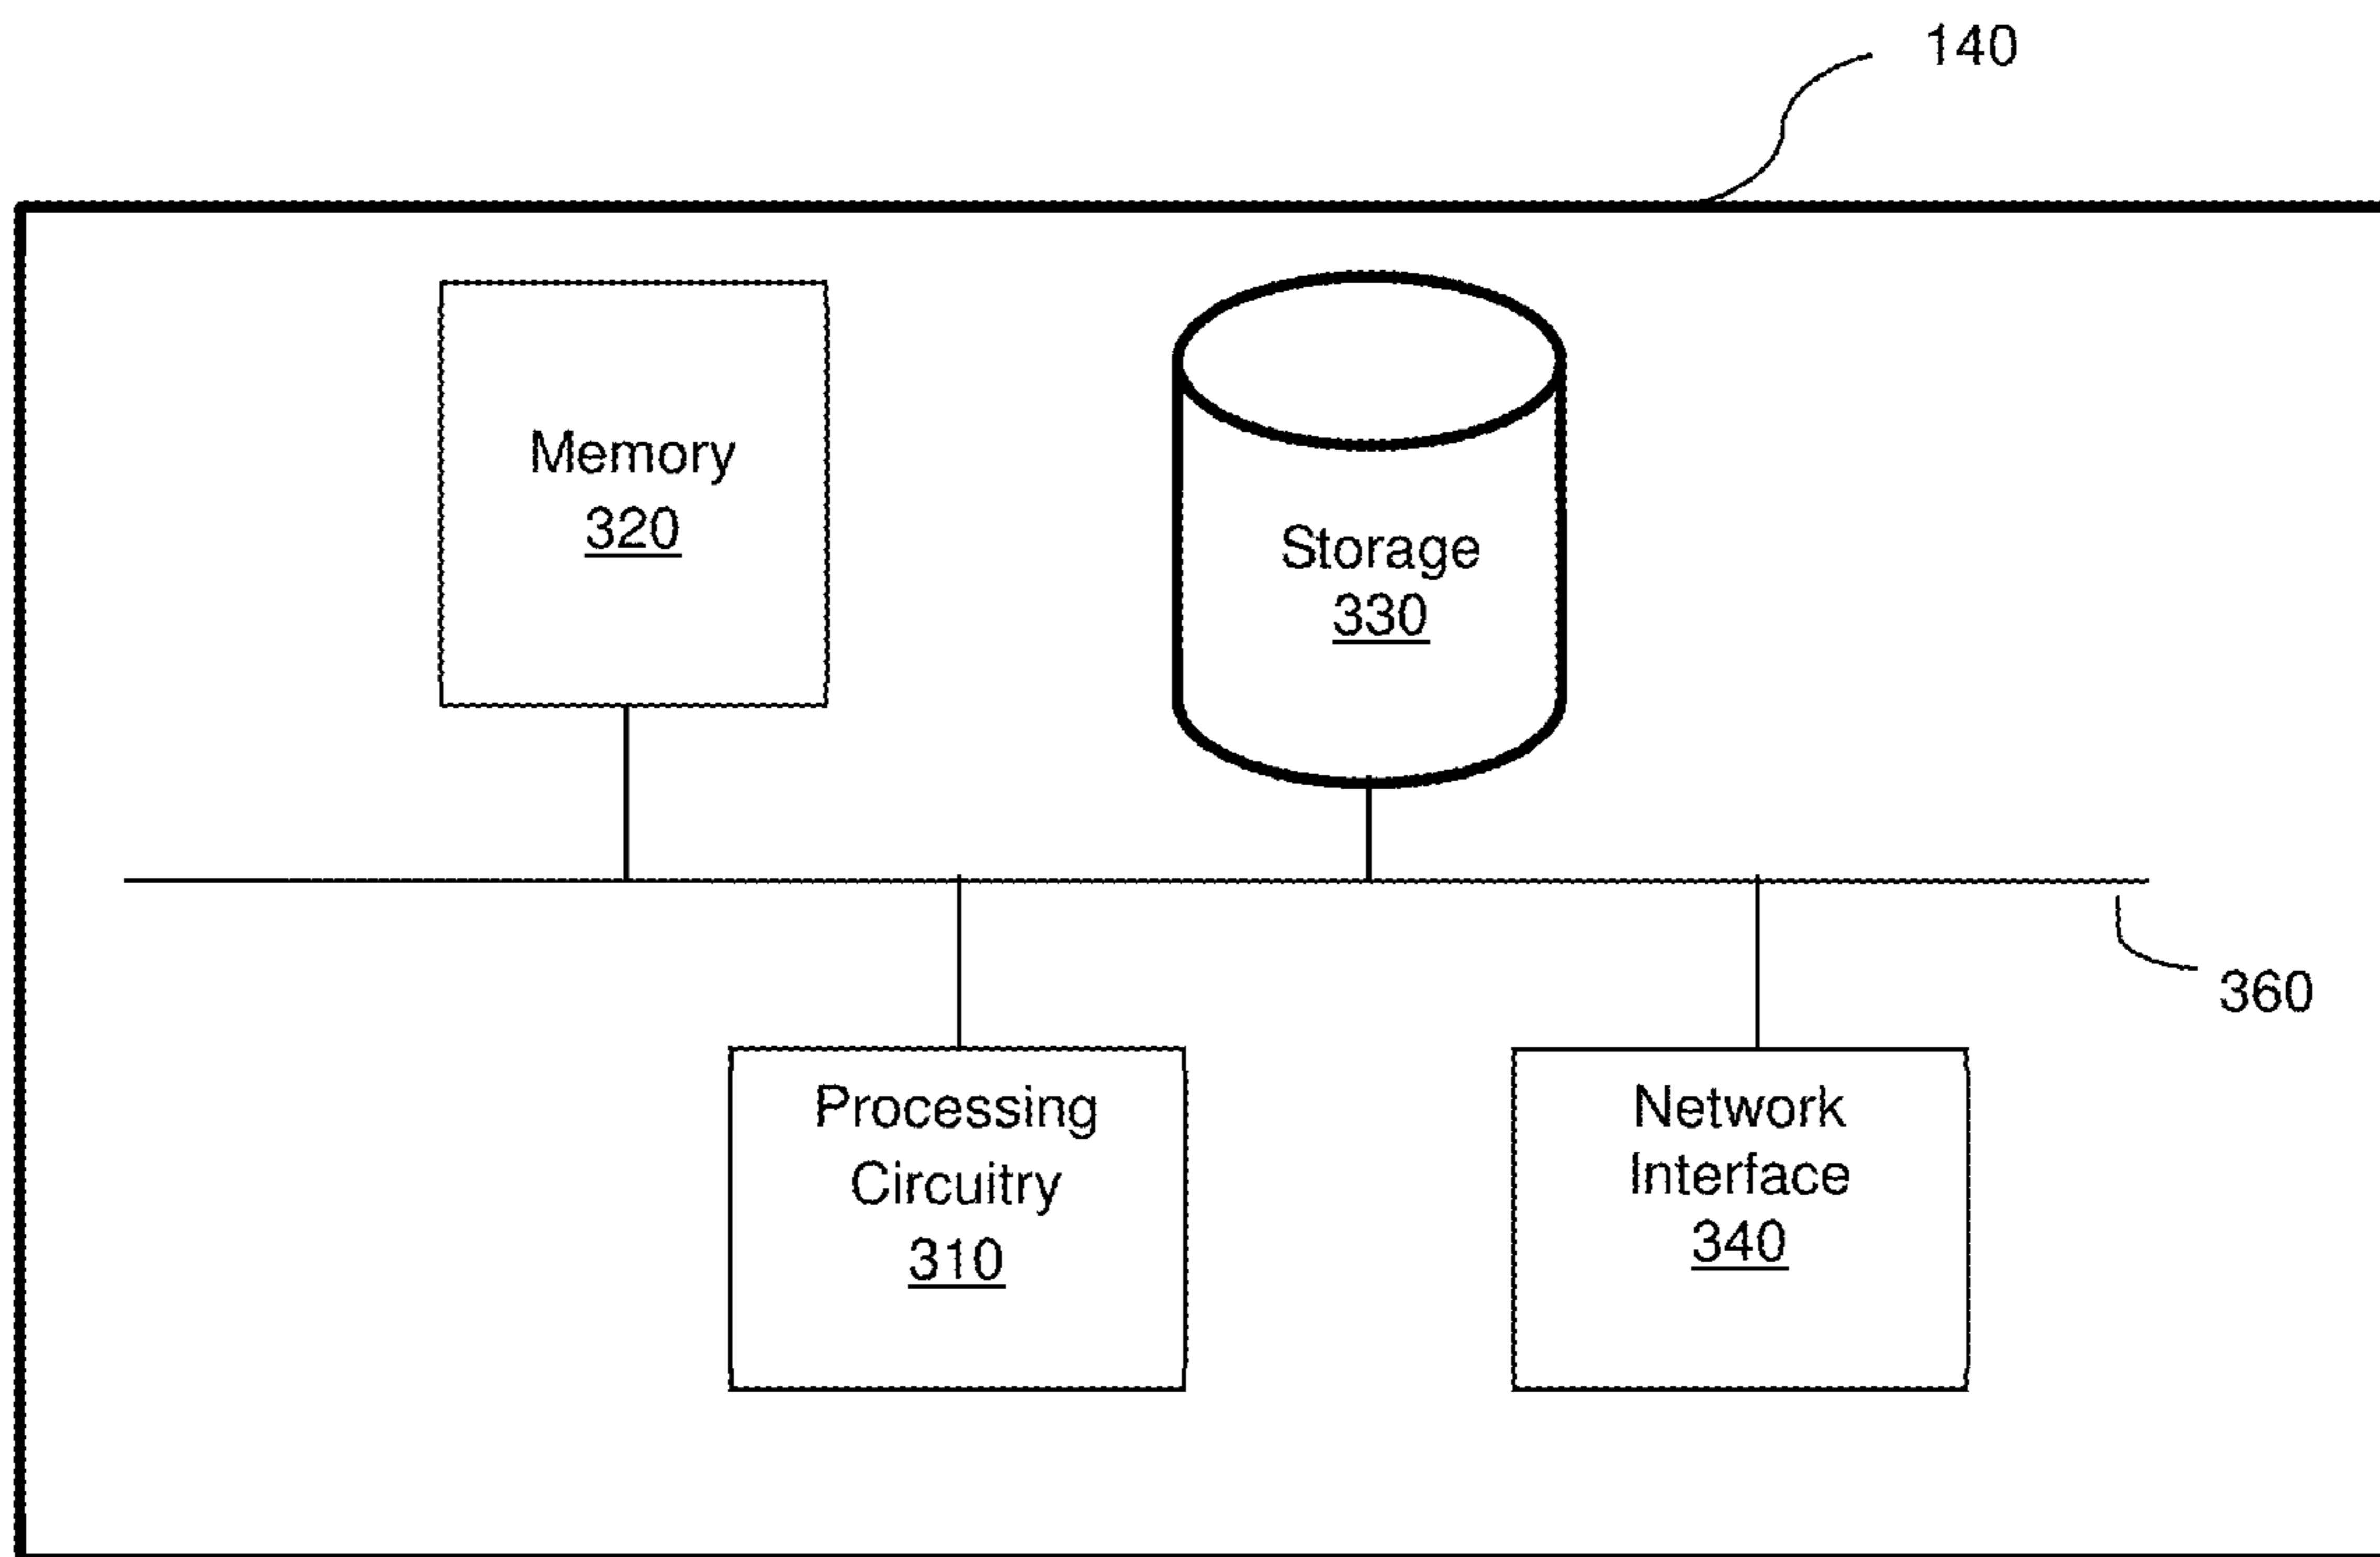 140
Memory
320
Storage
330
360
Processing
Circuitry
310
Network
Interface
340